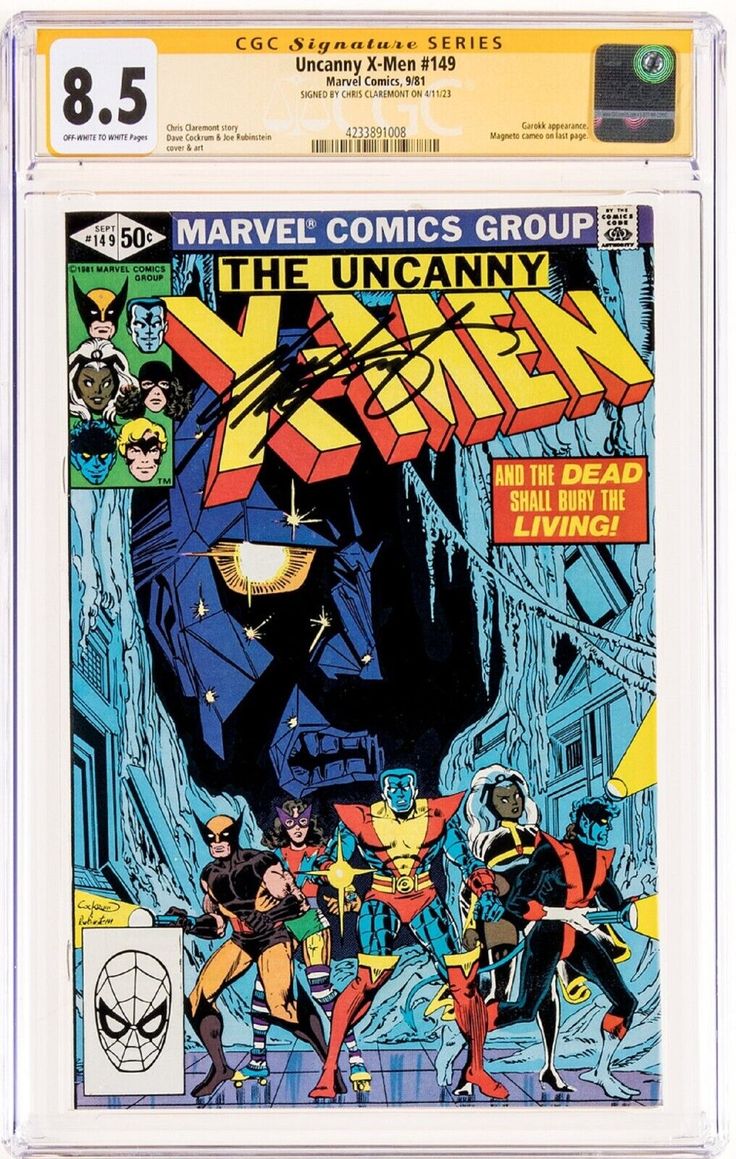 CGC Signature SERIES
Uncanny X-Men #149
Marvel Comics, 9/81
SIGNED BY CHRIS CLAREMONT ON 4/11/23
8.5
OFF-WHITE TO WHITE Pages
Chris Claremont story
Dave Cockrum & Joe Rubinstein
cover & art
CGC
4233891008
Garokk appearance.
Magneto cameo on last page.
SEPT
#149
50¢
MARVEL® COMICS GROUP
BY THE
COMICS
CODE
AUTHORITY
©1981 MARVEL COMICS
GROUP
THE UNCANNY
X-MEN
TM
TM
AND THE DEAD
SHALL BURY THE
LIVING!
Cockrum
Rubinstein